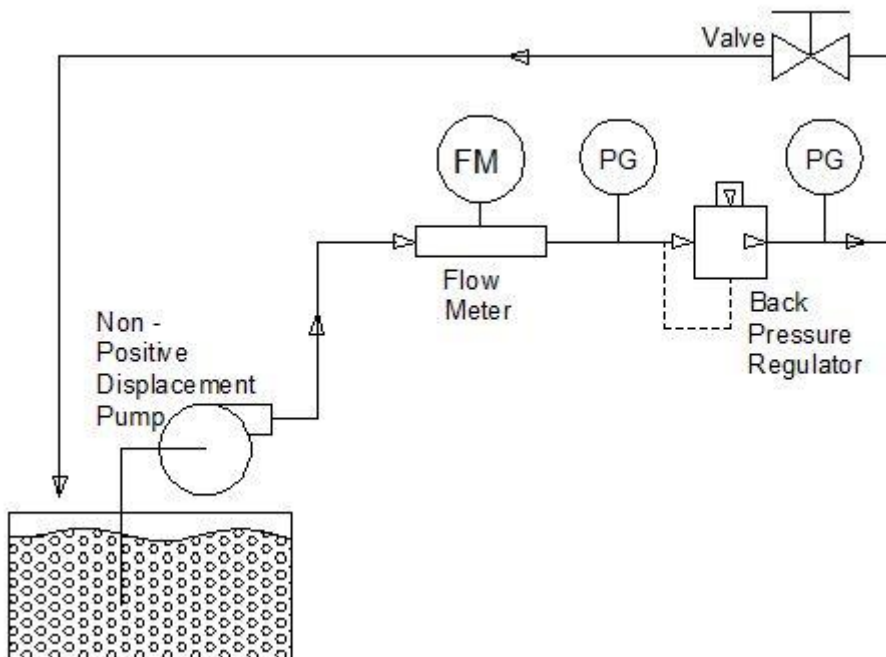 Valve
FM
PG
PG
Flow
Meter
Back
Pressure
Regulator
Non -
Positive
Displacement
Pump